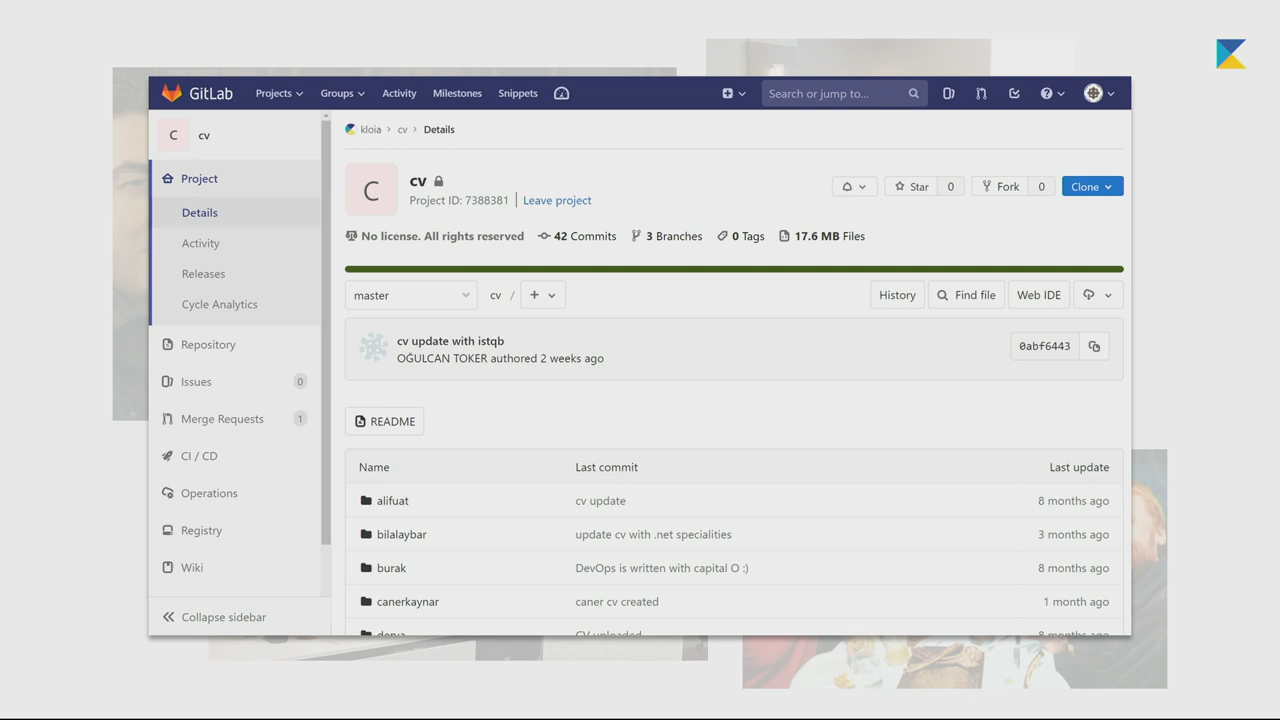 GitLab Projects Groups Activity Milestones Snippets Search or jump to...
C cv
Project
Details
Activity
Releases
Cycle Analytics
Repository
Issues 0
Merge Requests 1
CI / CD
Operations
Registry
Wiki
Collapse sidebar
kloia › cv › Details
C cv
Project ID: 7388381 Leave project
Star 0 Fork 0 Clone
No license. All rights reserved 42 Commits 3 Branches 0 Tags 17.6 MB Files
master cv / + History Find file Web IDE
cv update with istqb
OĞULCAN TOKER authored 2 weeks ago
0abf6443
README
Name Last commit Last update
alifuat cv update 8 months ago
bilalaybar update cv with .net specialities 3 months ago
burak DevOps is written with capital O :) 8 months ago
canerkaynar caner cv created 1 month ago
derya CV uploaded 8 months ago